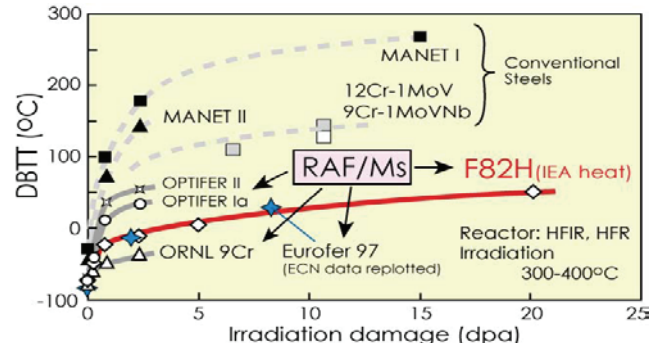 300
200
100
0
-100
DBTT (OC)
MANET I
Conventional
Steels
12Cr-1MoV
9Cr-1MoVNb
MANET II
RAF/Ms
F82H(IEA heat)
OPTIFER II
OPTIFER Ia
ORNL 9Cr
Eurofer 97
(ECN data replotted)
Reactor: HFIR, HFR
Irradiation
300-400oC
0
5
10
15
20
25
Irradiation damage (dpa)